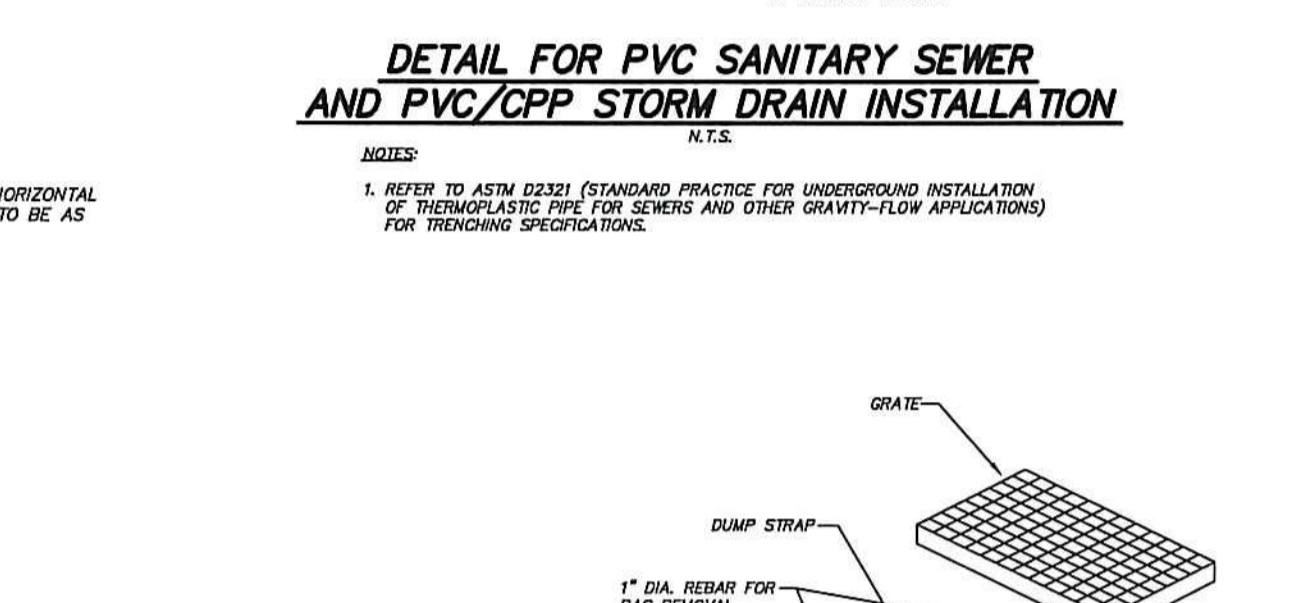 DETAIL FOR PVC SANITARY SEWER
AND PVC/CPP STORM DRAIN INSTALLATION
N.T.S.
NOTES:
1. REFER TO ASTM D2321 (STANDARD PRACTICE FOR UNDERGROUND INSTALLATION
OF THERMOPLASTIC PIPE FOR SEWERS AND OTHER GRAVITY-FLOW APPLICATIONS)
FOR TRENCHING SPECIFICATIONS.
HORIZONTAL
TO BE AS
GRATE
DUMP STRAP
1" DIA. REBAR FOR